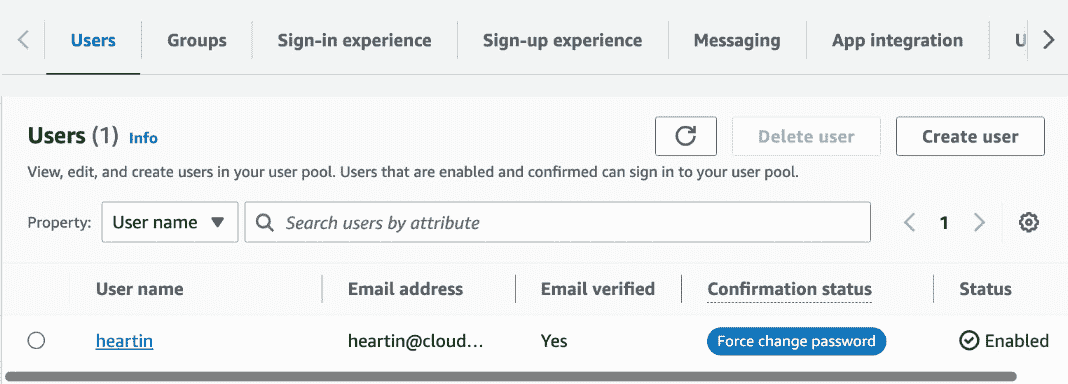 Users Groups Sign-in experience Sign-up experience Messaging App integration U
Users (1) Info Delete user Create user
View, edit, and create users in your user pool. Users that are enabled and confirmed can sign in to your user pool.
Property: User name Search users by attribute 1
User name Email address Email verified Confirmation status Status
heartin heartin@cloud... Yes Force change password Enabled